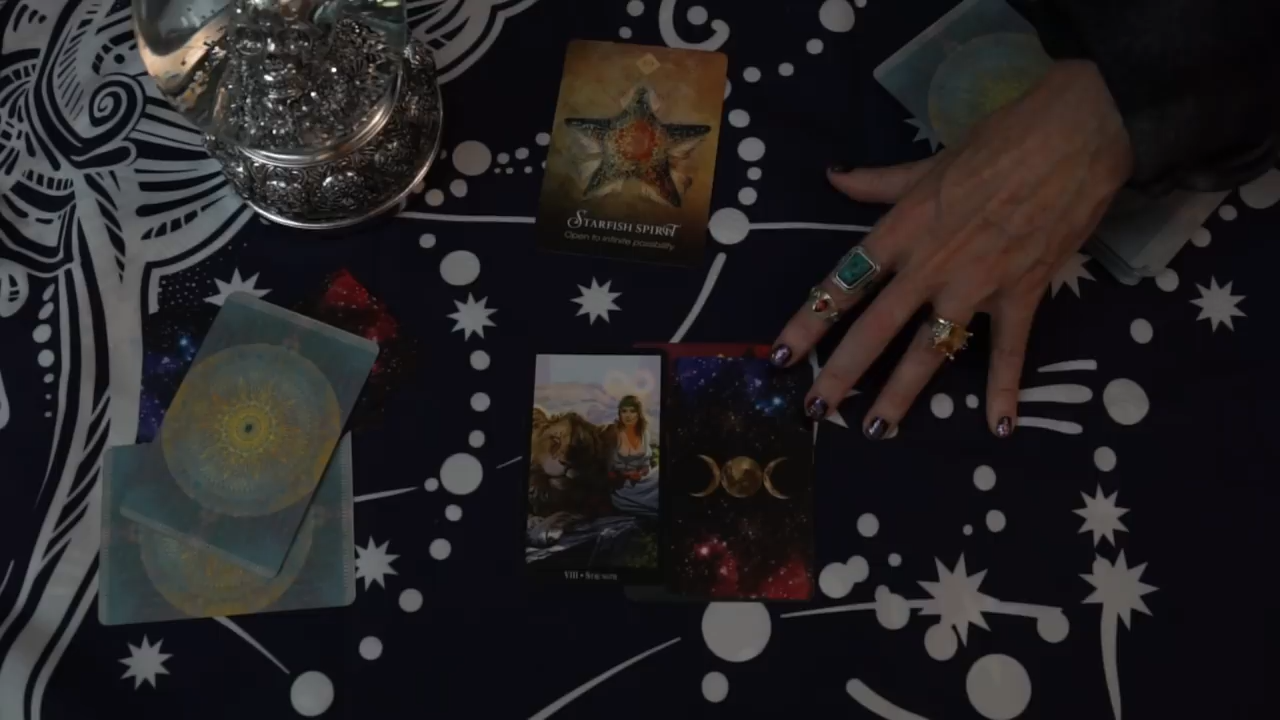 STARFISH SPIRIT
Open to infinite possibility.
VIII • STRENGTH